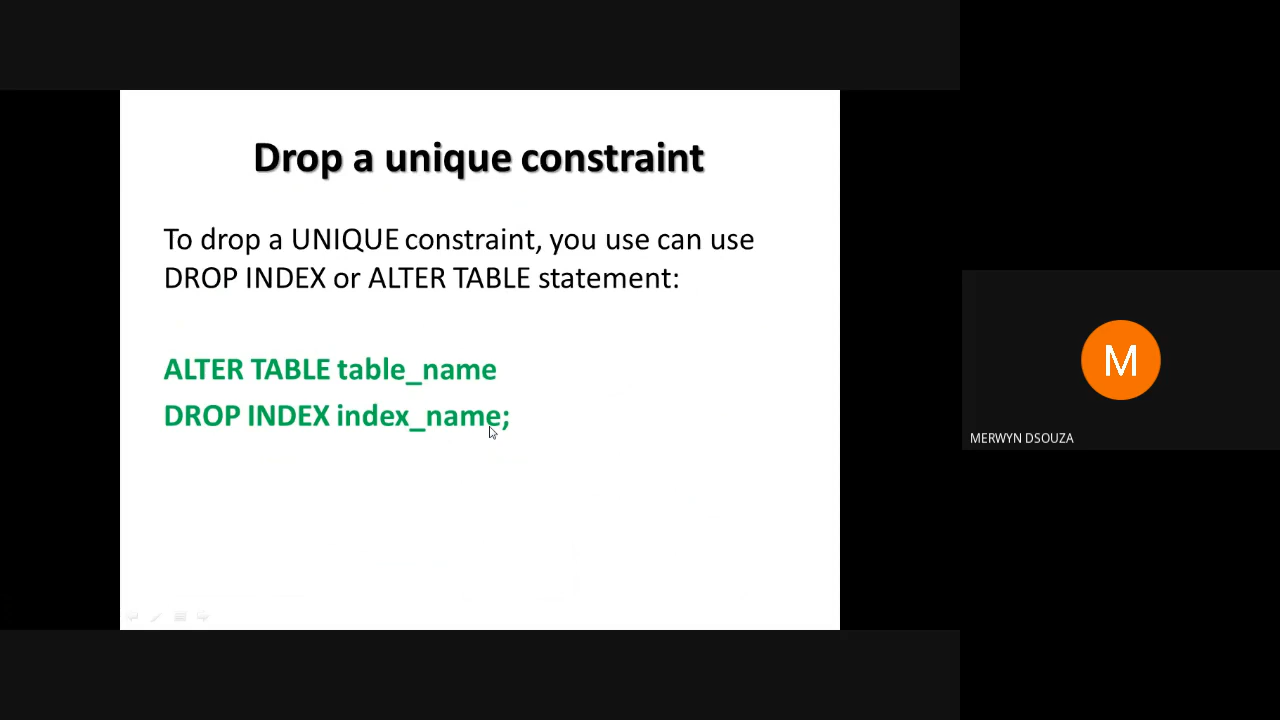 Drop a unique constraint
To drop a UNIQUE constraint, you use can use
DROP INDEX or ALTER TABLE statement:
ALTER TABLE table_name
DROP INDEX index_name;
M
MERWYN DSOUZA